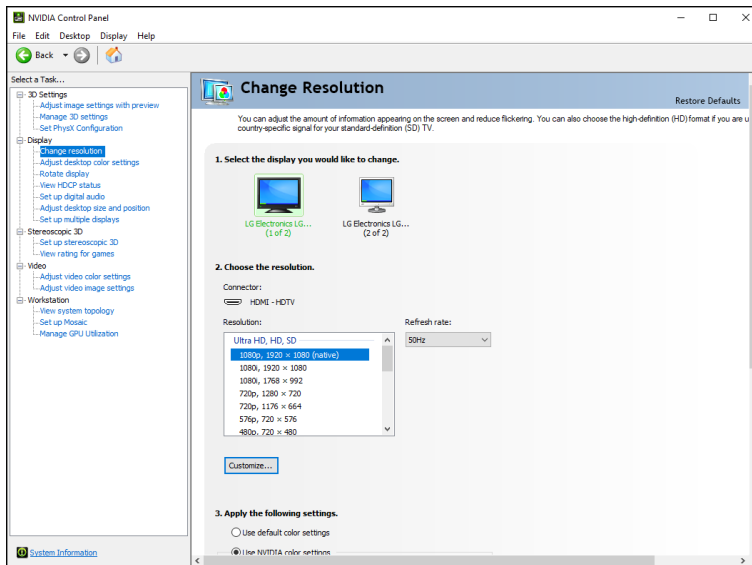 NVIDIA Control Panel
File Edit Desktop Display Help
Back
Select a Task...
3D Settings
Adjust image settings with preview
Manage 3D settings
Set PhysX Configuration
Display
Change resolution
Adjust desktop color settings
Rotate display
View HDCP status
Set up digital audio
Adjust desktop size and position
Set up multiple displays
Stereoscopic 3D
Set up stereoscopic 3D
View rating for games
Video
Adjust video color settings
Adjust video image settings
Workstation
View system topology
Set up Mosaic
Manage GPU Utilization
System Information
Change Resolution
Restore Defaults
You can adjust the amount of information appearing on the screen and reduce flickering. You can also choose the high-definition (HD) format if you are u
country-specific signal for your standard-definition (SD) TV.
1. Select the display you would like to change.
LG Electronics LG...
(1 of 2)
LG Electronics LG...
(2 of 2)
2. Choose the resolution.
Connector:
HDMI - HDTV
Resolution:
Refresh rate:
Ultra HD, HD, SD
50Hz
1080p, 1920 × 1080 (native)
1080i, 1920 × 1080
1080i, 1768 × 992
720p, 1280 × 720
720p, 1176 × 664
576p, 720 × 576
480p, 720 × 480
Customize...
3. Apply the following settings.
Use default color settings
Use NVIDIA color settings